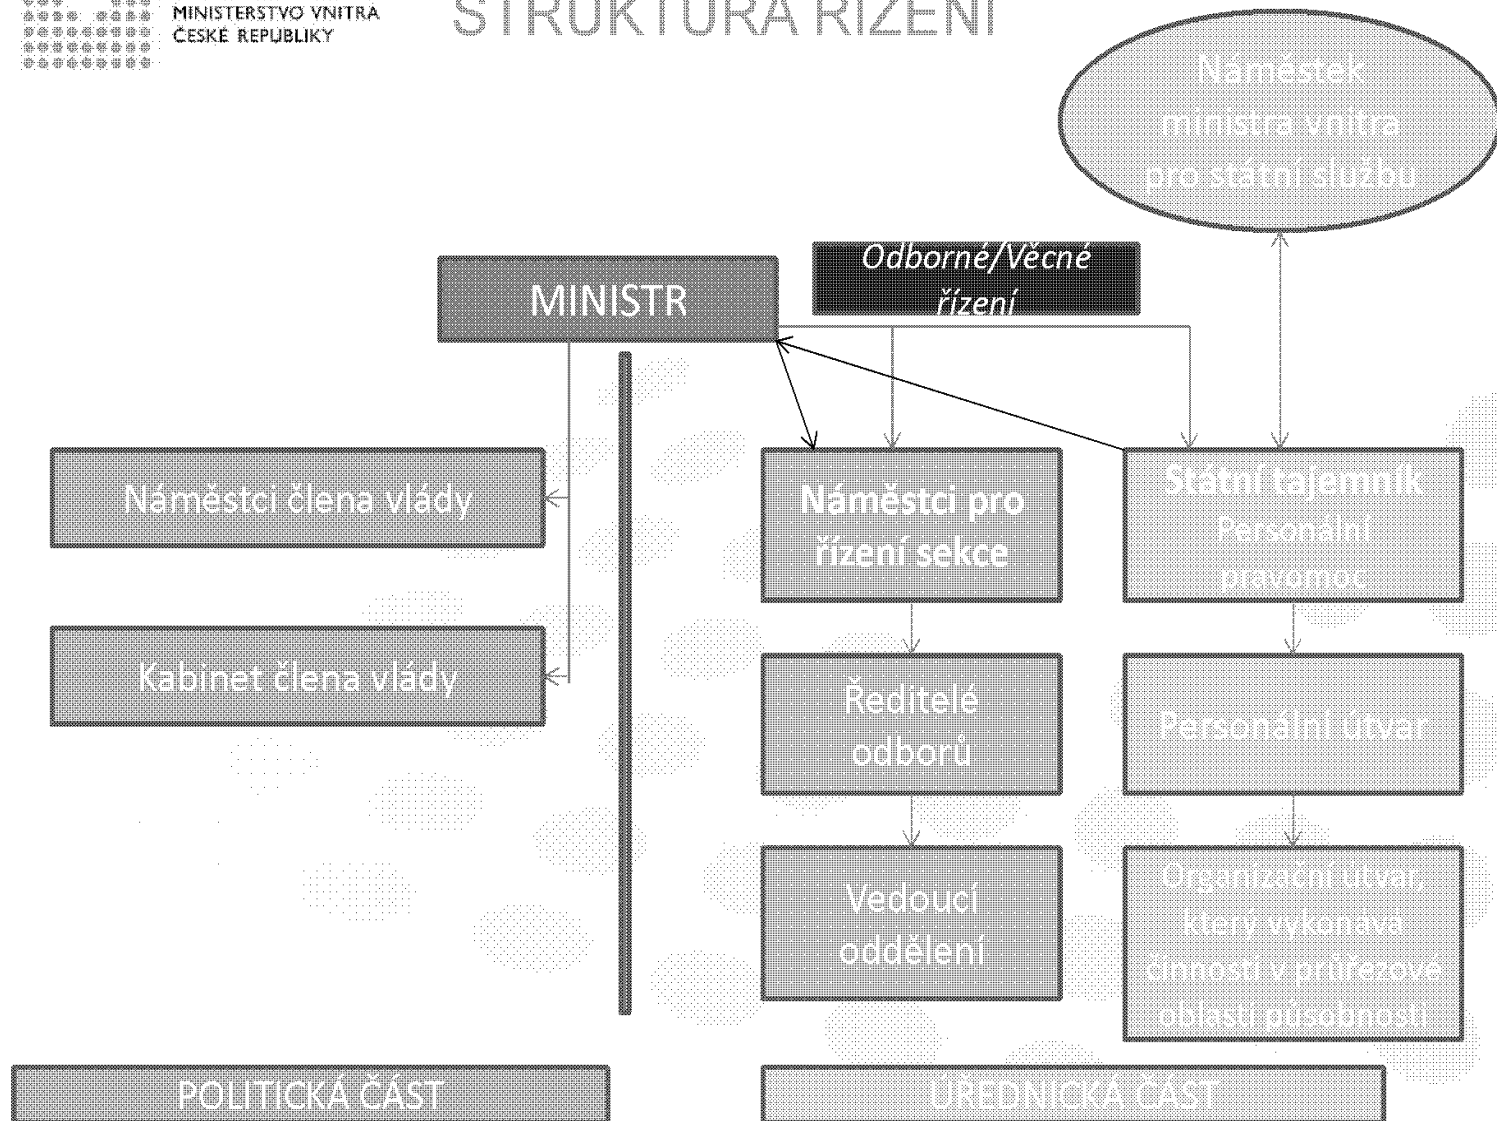 MINISTERSTVO VNITRA
ČESKÉ REPUBLIKY
STRUKTURA ŘÍZENÍ
Náměstek
ministra vnitra
pro státní službu
Odborné/Věcné
řízení
MINISTR
Náměstci člena vlády
Kabinet člena vlády
Náměstci pro
řízení sekce
Státní tajemník
Personální
pravomoc
Ředitelé
odborů
Personální útvar
Vedoucí
oddělení
Organizační útvar,
který vykonává
činnosti v průřezové
oblasti působnosti
POLITICKÁ ČÁST
ÚŘEDNICKÁ ČÁST